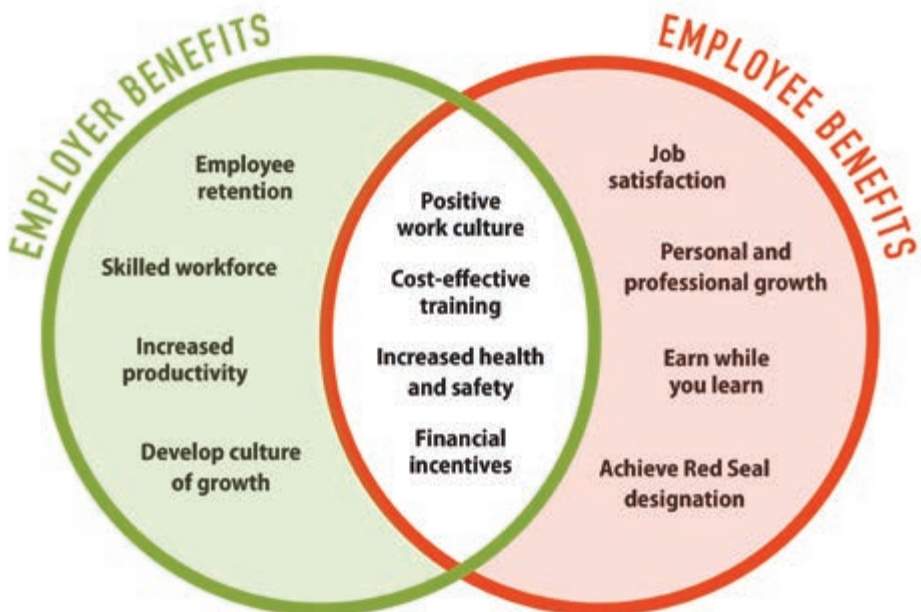 EMPLOYER BENEFITS
Employee
retention
Skilled workforce
Increased
productivity
Develop culture
of growth
Positive
work culture
Cost-effective
training
Increased health
and safety
Financial
incentives
EMPLOYEE BENEFITS
Job
satisfaction
Personal and
professional growth
Earn while
you learn
Achieve Red Seal
designation